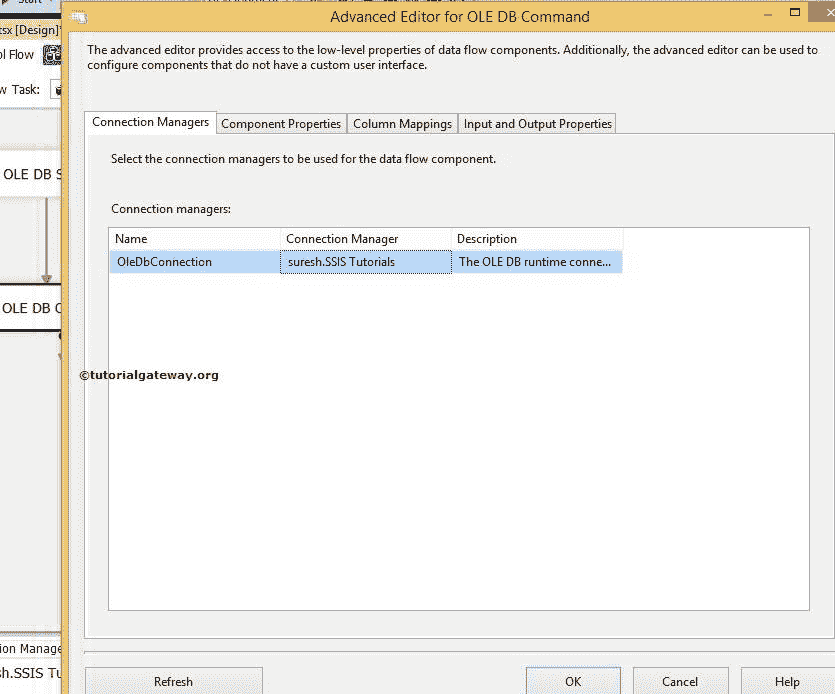 Start
Advanced Editor for OLE DB Command
tsx [Design]*
The advanced editor provides access to the low-level properties of data flow components. Additionally, the advanced editor can be used to
configure components that do not have a custom user interface.
ol Flow
w Task:
Connection Managers Component Properties Column Mappings Input and Output Properties
Select the connection managers to be used for the data flow component.
OLE DB S
Connection managers:
Name Connection Manager Description
OleDbConnection suresh.SSIS Tutorials The OLE DB runtime conne...
OLE DB C
©tutorialgateway.org
ion Manage
sh.SSIS Tu
Refresh OK Cancel Help